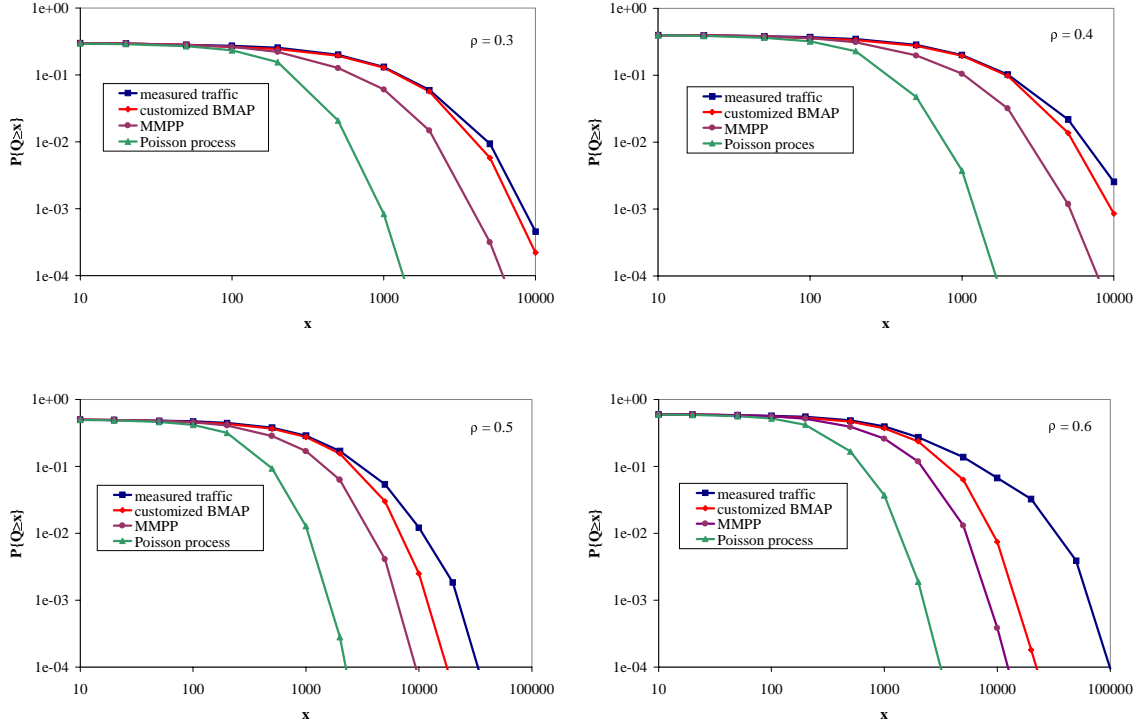 1e+00
1e-01
1e-02
1e-03
1e-04
P{Q≥x}
ρ = 0.3
measured traffic
customized BMAP
MMPP
Poisson process
10 100 1000 10000
x
1e+00
1e-01
1e-02
1e-03
1e-04
P{Q≥x}
ρ = 0.4
measured traffic
customized BMAP
MMPP
Poisson proces
10 100 1000 10000
x
1e+00
1e-01
1e-02
1e-03
1e-04
P{Q≥x}
ρ = 0.5
measured traffic
customized BMAP
MMPP
Poisson process
10 100 1000 10000 100000
x
1e+00
1e-01
1e-02
1e-03
1e-04
P{Q≥x}
ρ = 0.6
measured traffic
customized BMAP
MMPP
Poisson process
10 100 1000 10000 100000
x